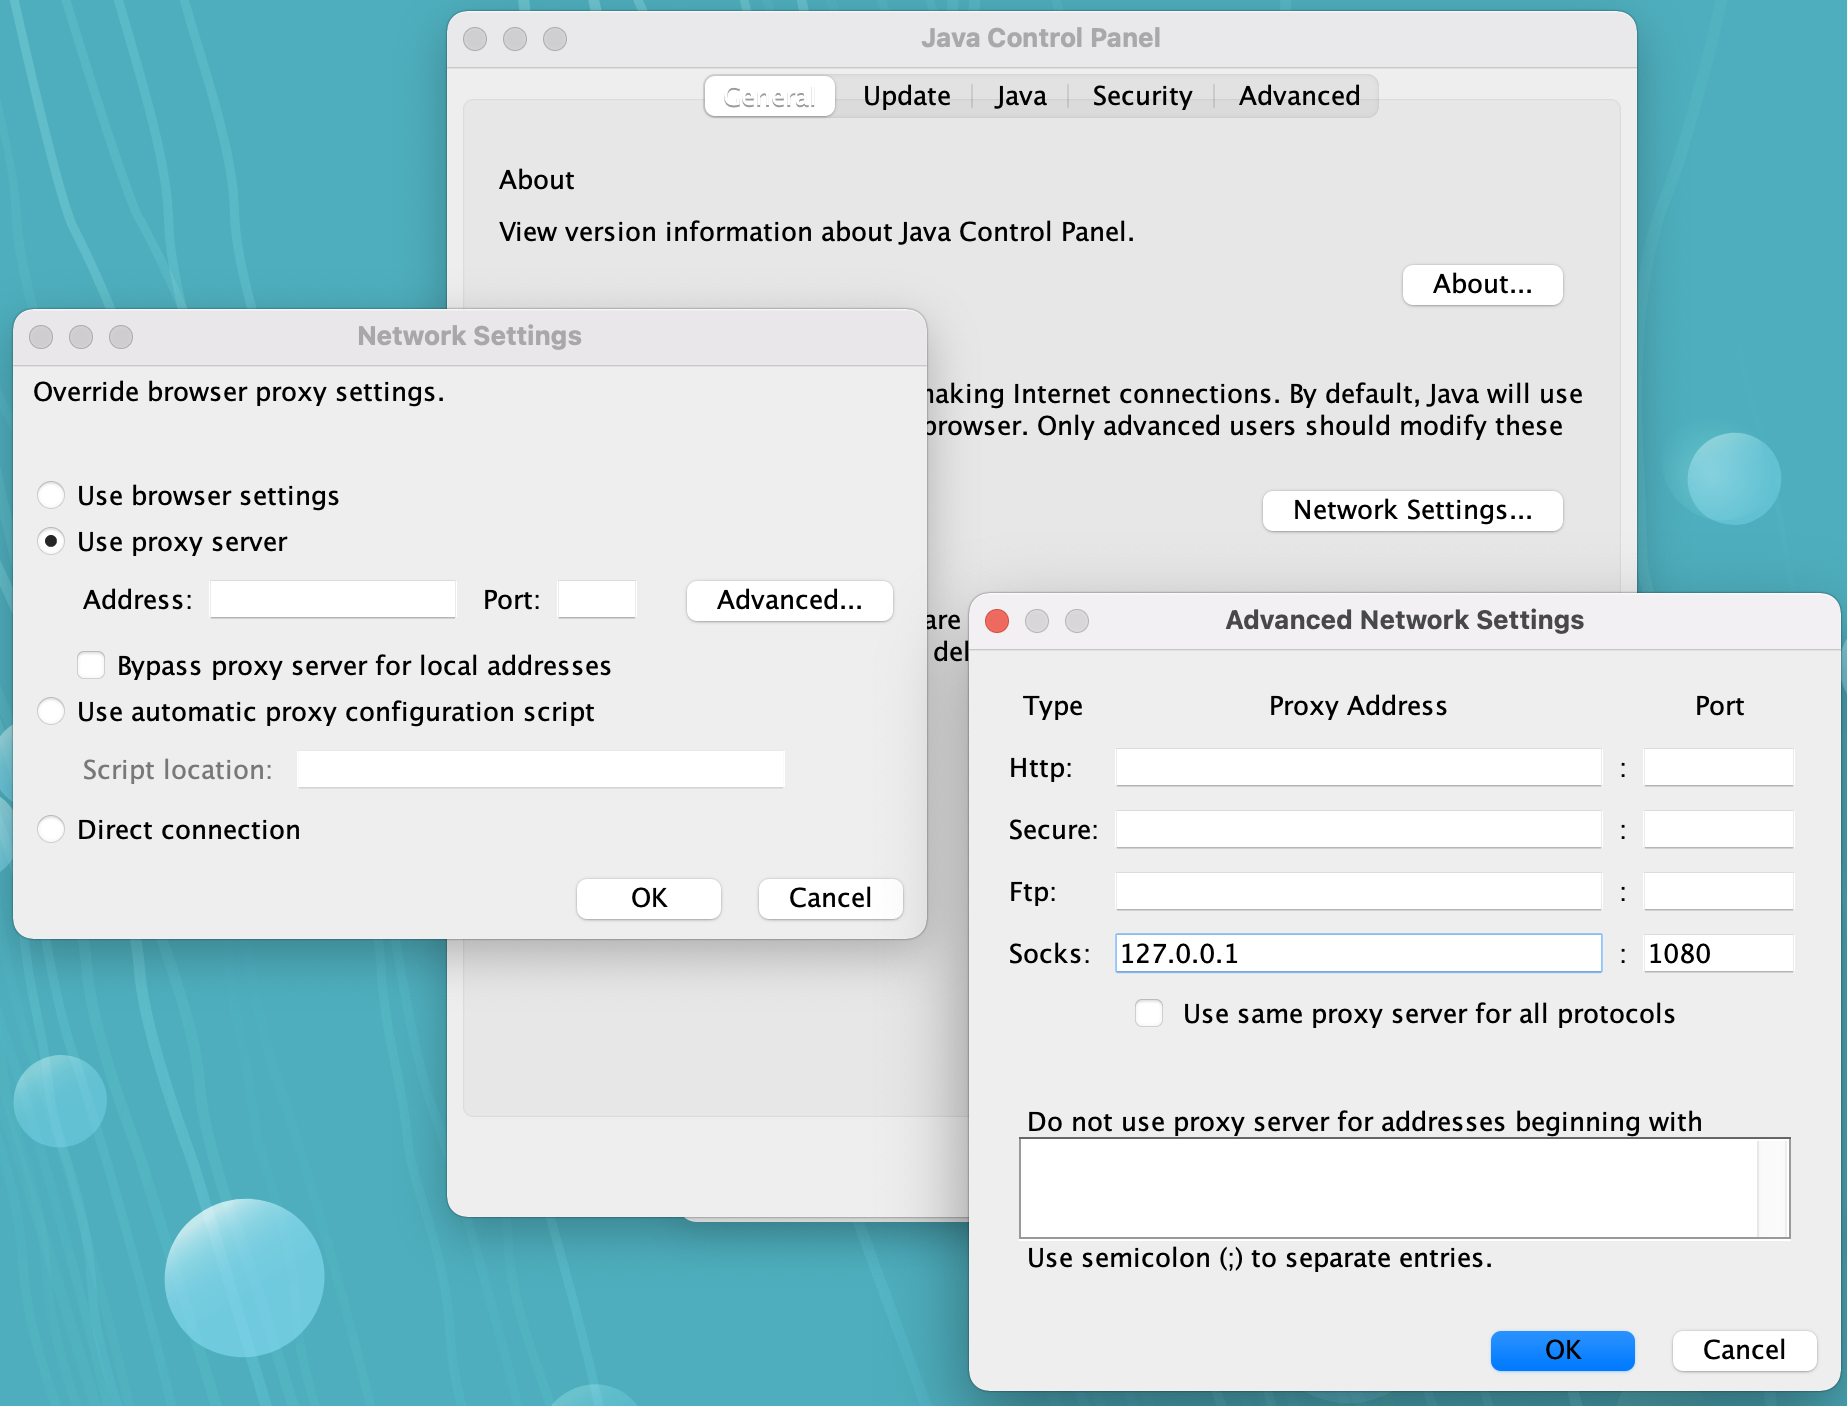 Java Control Panel
General Update Java Security Advanced
About
View version information about Java Control Panel.
About...
making Internet connections. By default, Java will use
browser. Only advanced users should modify these
Network Settings...
are
del
Network Settings
Override browser proxy settings.
Use browser settings
Use proxy server
Address: Port: Advanced...
Bypass proxy server for local addresses
Use automatic proxy configuration script
Script location:
Direct connection
OK Cancel
Advanced Network Settings
Type Proxy Address Port
Http: :
Secure: :
Ftp: :
Socks: 127.0.0.1 : 1080
Use same proxy server for all protocols
Do not use proxy server for addresses beginning with
Use semicolon (;) to separate entries.
OK Cancel